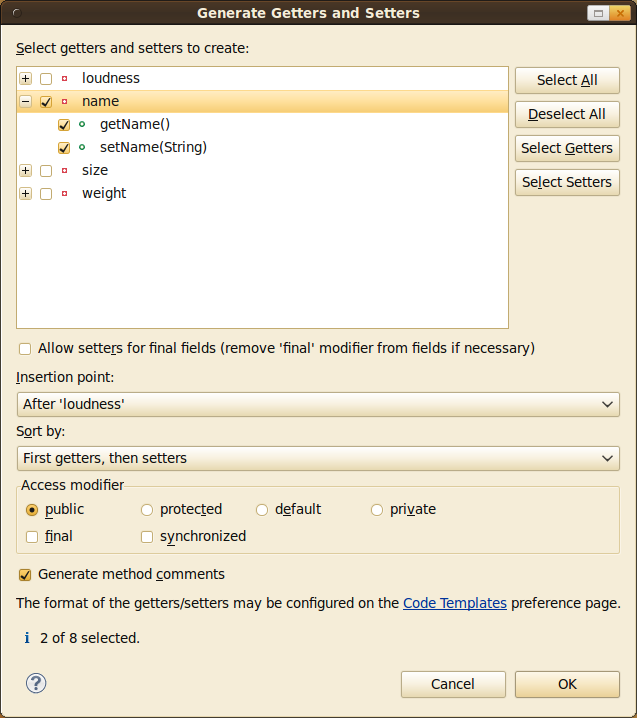 Generate Getters and Setters
Select getters and setters to create:
loudness
name
getName()
setName(String)
size
weight
Select All
Deselect All
Select Getters
Select Setters
Allow setters for final fields (remove 'final' modifier from fields if necessary)
Insertion point:
After 'loudness'
Sort by:
First getters, then setters
Access modifier
public protected default private
final synchronized
Generate method comments
The format of the getters/setters may be configured on the Code Templates preference page.
i 2 of 8 selected.
? Cancel OK